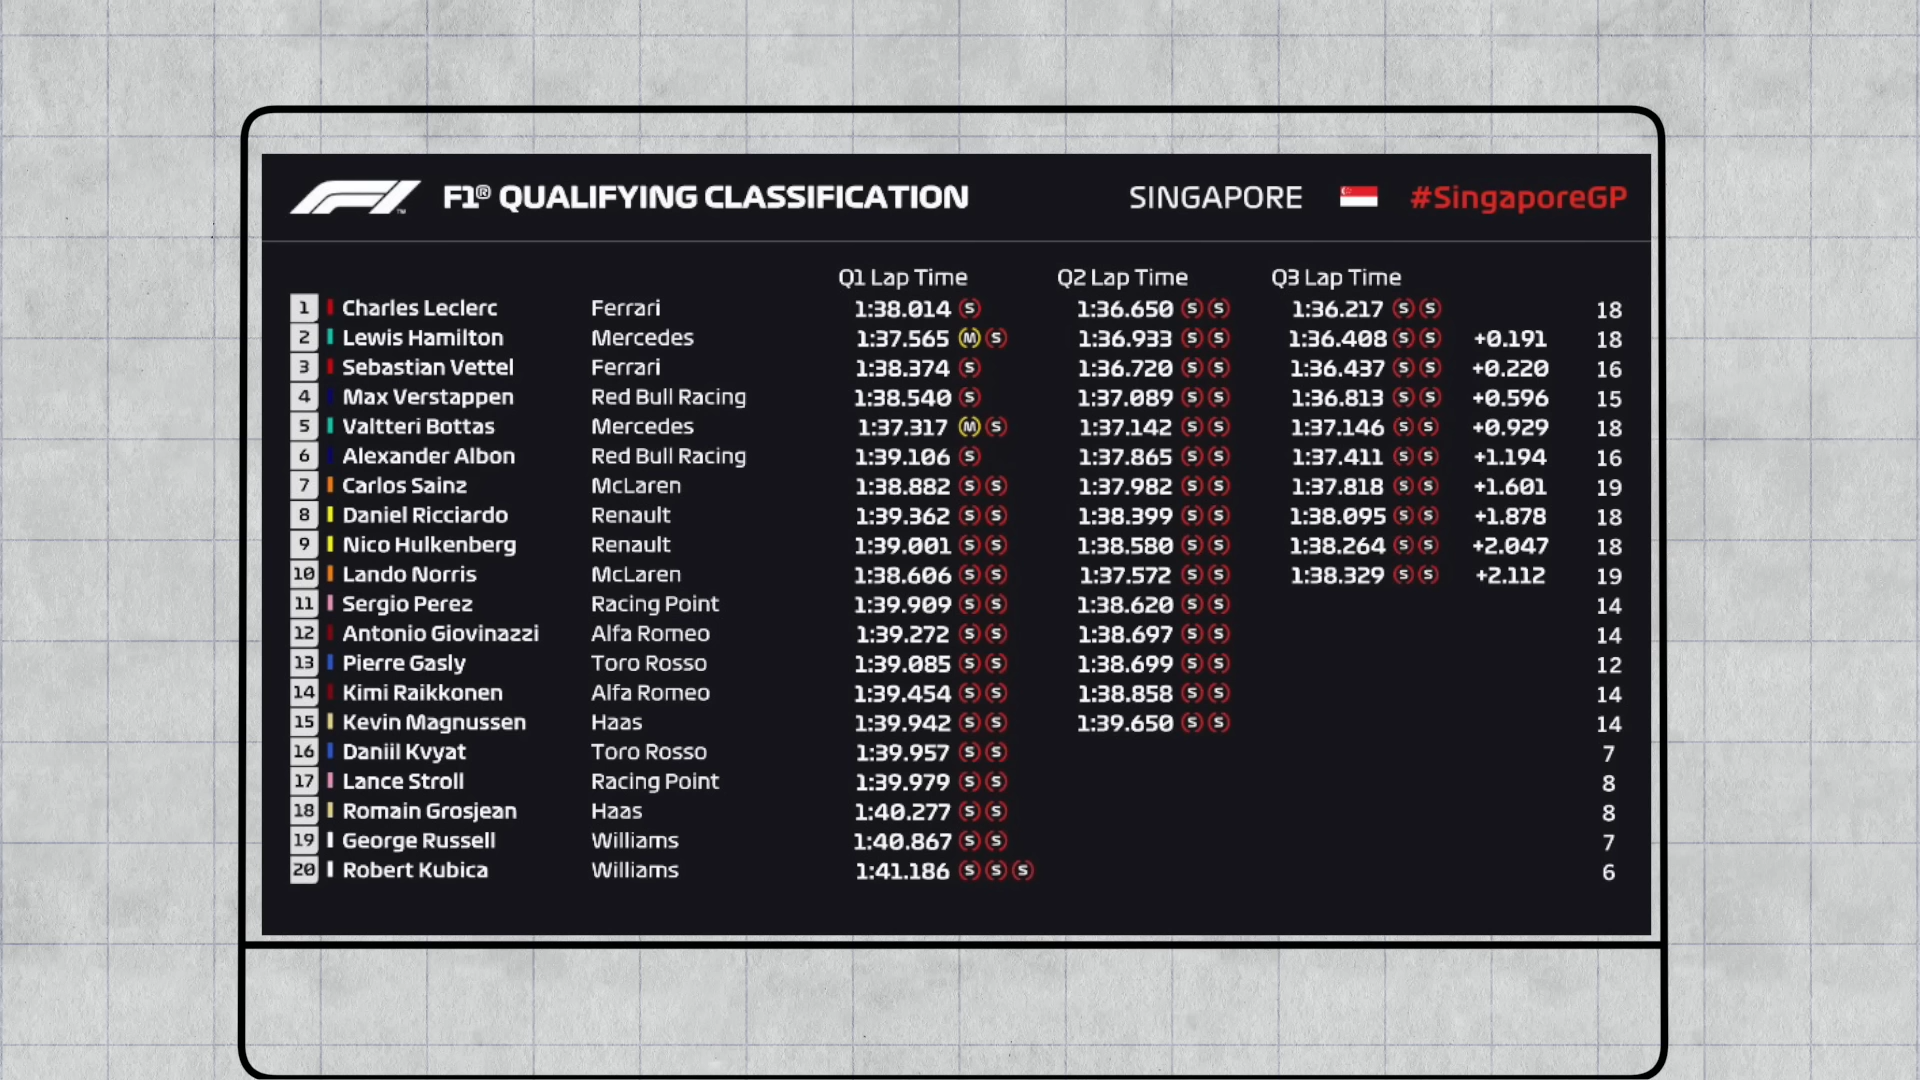 F1® QUALIFYING CLASSIFICATION SINGAPORE #SingaporeGP
Q1 Lap Time Q2 Lap Time Q3 Lap Time
1 Charles Leclerc Ferrari 1:38.014 S 1:36.650 S S 1:36.217 S S 18
2 Lewis Hamilton Mercedes 1:37.565 M S 1:36.933 S S 1:36.408 S S +0.191 18
3 Sebastian Vettel Ferrari 1:38.374 S 1:36.720 S S 1:36.437 S S +0.220 16
4 Max Verstappen Red Bull Racing 1:38.540 S 1:37.089 S S 1:36.813 S S +0.596 15
5 Valtteri Bottas Mercedes 1:37.317 M S 1:37.142 S S 1:37.146 S S +0.929 18
6 Alexander Albon Red Bull Racing 1:39.106 S 1:37.865 S S 1:37.411 S S +1.194 16
7 Carlos Sainz McLaren 1:38.882 S S 1:37.982 S S 1:37.818 S S +1.601 19
8 Daniel Ricciardo Renault 1:39.362 S S 1:38.399 S S 1:38.095 S S +1.878 18
9 Nico Hulkenberg Renault 1:39.001 S S 1:38.580 S S 1:38.264 S S +2.047 18
10 Lando Norris McLaren 1:38.606 S S 1:37.572 S S 1:38.329 S S +2.112 19
11 Sergio Perez Racing Point 1:39.909 S S 1:38.620 S S 14
12 Antonio Giovinazzi Alfa Romeo 1:39.272 S S 1:38.697 S S 14
13 Pierre Gasly Toro Rosso 1:39.085 S S 1:38.699 S S 12
14 Kimi Raikkonen Alfa Romeo 1:39.454 S S 1:38.858 S S 14
15 Kevin Magnussen Haas 1:39.942 S S 1:39.650 S S 14
16 Daniil Kvyat Toro Rosso 1:39.957 S S 7
17 Lance Stroll Racing Point 1:39.979 S S 8
18 Romain Grosjean Haas 1:40.277 S S 8
19 George Russell Williams 1:40.867 S S 7
20 Robert Kubica Williams 1:41.186 S S S 6